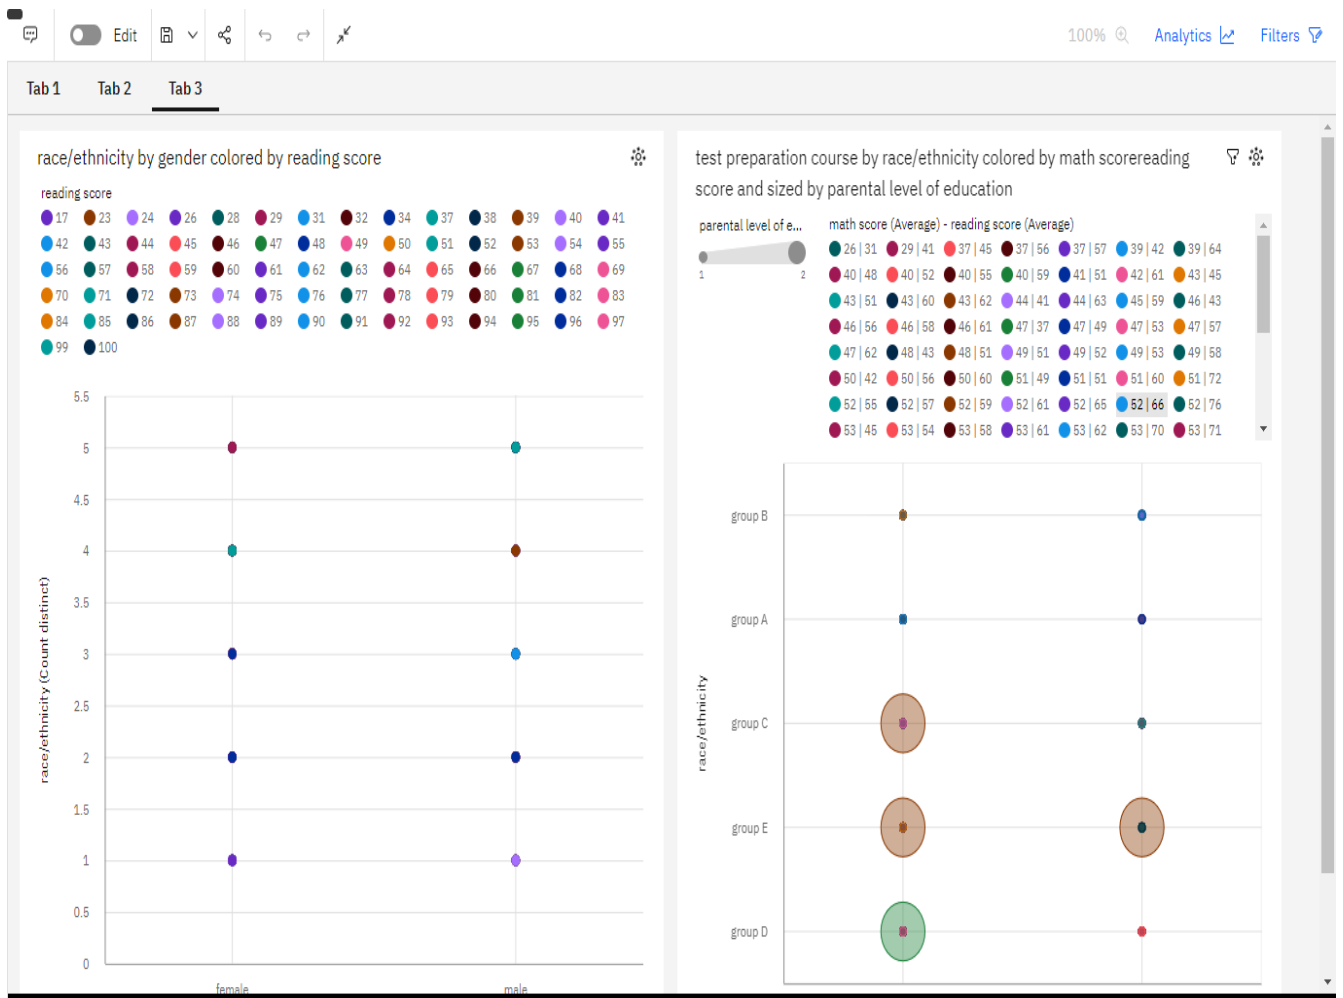 Edit
100% Analytics Filters
Tab 1 Tab 2 Tab 3
race/ethnicity by gender colored by reading score
reading score
17 23 24 26 28 29 31 32 34 37 38 39 40 41
42 43 44 45 46 47 48 49 50 51 52 53 54 55
56 57 58 59 60 61 62 63 64 65 66 67 68 69
70 71 72 73 74 75 76 77 78 79 80 81 82 83
84 85 86 87 88 89 90 91 92 93 94 95 96 97
99 100
5.5
5
4.5
4
3.5
3
2.5
2
1.5
1
0.5
0
race/ethnicity (Count distinct)
female male
test preparation course by race/ethnicity colored by math scorereading
score and sized by parental level of education
parental level of e...
1 2
math score (Average) - reading score (Average)
26 | 31 29 | 41 37 | 45 37 | 56 37 | 57 39 | 42 39 | 64
40 | 48 40 | 52 40 | 55 40 | 59 41 | 51 42 | 61 43 | 45
43 | 51 43 | 60 43 | 62 44 | 41 44 | 63 45 | 59 46 | 43
46 | 56 46 | 58 46 | 61 47 | 37 47 | 49 47 | 53 47 | 57
47 | 62 48 | 43 48 | 51 49 | 51 49 | 52 49 | 53 49 | 58
50 | 42 50 | 56 50 | 60 51 | 49 51 | 51 51 | 60 51 | 72
52 | 55 52 | 57 52 | 59 52 | 61 52 | 65 52 | 66 52 | 76
53 | 45 53 | 54 53 | 58 53 | 61 53 | 62 53 | 70 53 | 71
group B
group A
group C
group E
group D
race/ethnicity